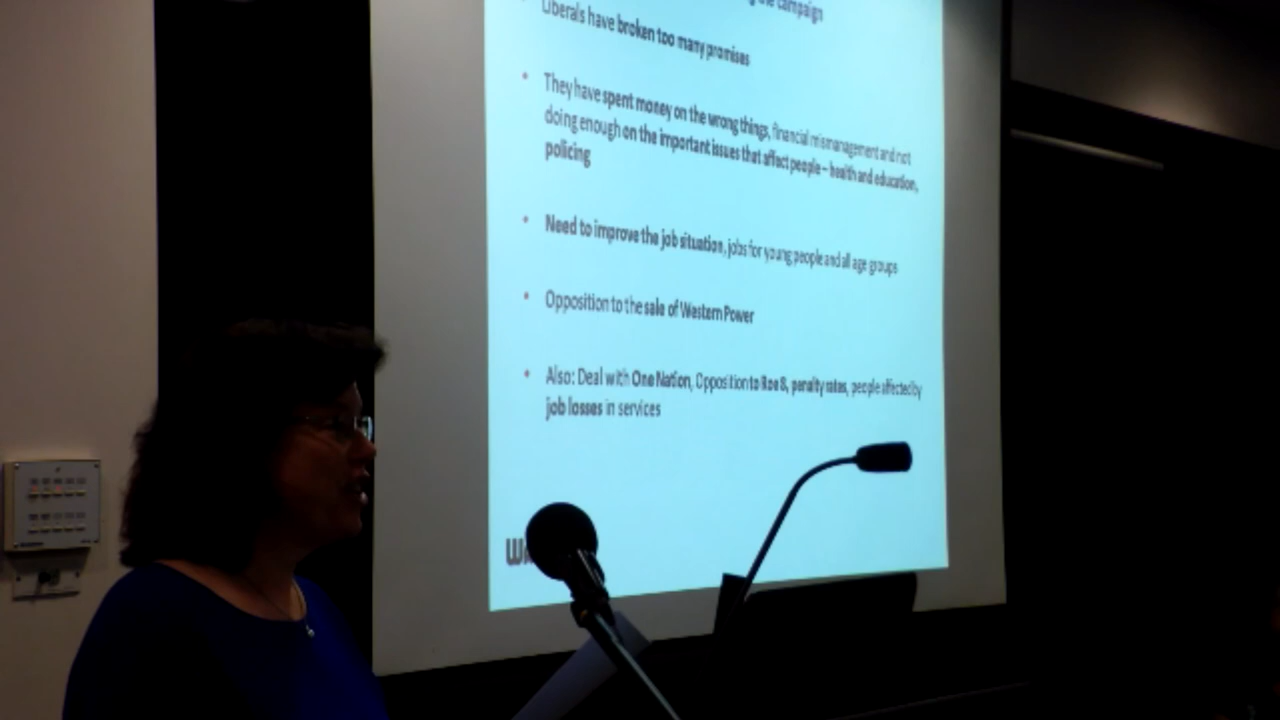 the campaign
Liberals have broken too many promises
They have spent money on the wrong things, financial mismanagement and not
doing enough on the important issues that affect people – health and education,
policing
Need to improve the job situation, jobs for young people and all age groups
Opposition to the sale of Western Power
Also: Deal with One Nation, Opposition to Roe 8, penalty rates, people affected by
job losses in services